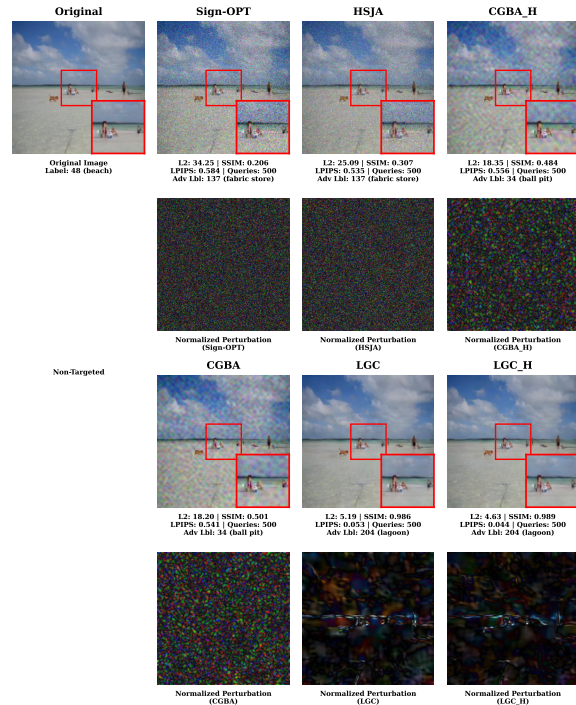 Original
Sign-OPT
HSJA
CGBA_H
Original Image
Label: 48 (beach)
L2: 34.25 | SSIM: 0.206
LPIPS: 0.584 | Queries: 500
Adv Lbl: 137 (fabric store)
L2: 25.09 | SSIM: 0.307
LPIPS: 0.535 | Queries: 500
Adv Lbl: 137 (fabric store)
L2: 18.35 | SSIM: 0.484
LPIPS: 0.556 | Queries: 500
Adv Lbl: 34 (ball pit)
Normalized Perturbation
(Sign-OPT)
Normalized Perturbation
(HSJA)
Normalized Perturbation
(CGBA_H)
Non-Targeted
CGBA
LGC
LGC_H
L2: 18.20 | SSIM: 0.501
LPIPS: 0.541 | Queries: 500
Adv Lbl: 34 (ball pit)
L2: 5.19 | SSIM: 0.986
LPIPS: 0.053 | Queries: 500
Adv Lbl: 204 (lagoon)
L2: 4.63 | SSIM: 0.989
LPIPS: 0.044 | Queries: 500
Adv Lbl: 204 (lagoon)
Normalized Perturbation
(CGBA)
Normalized Perturbation
(LGC)
Normalized Perturbation
(LGC_H)